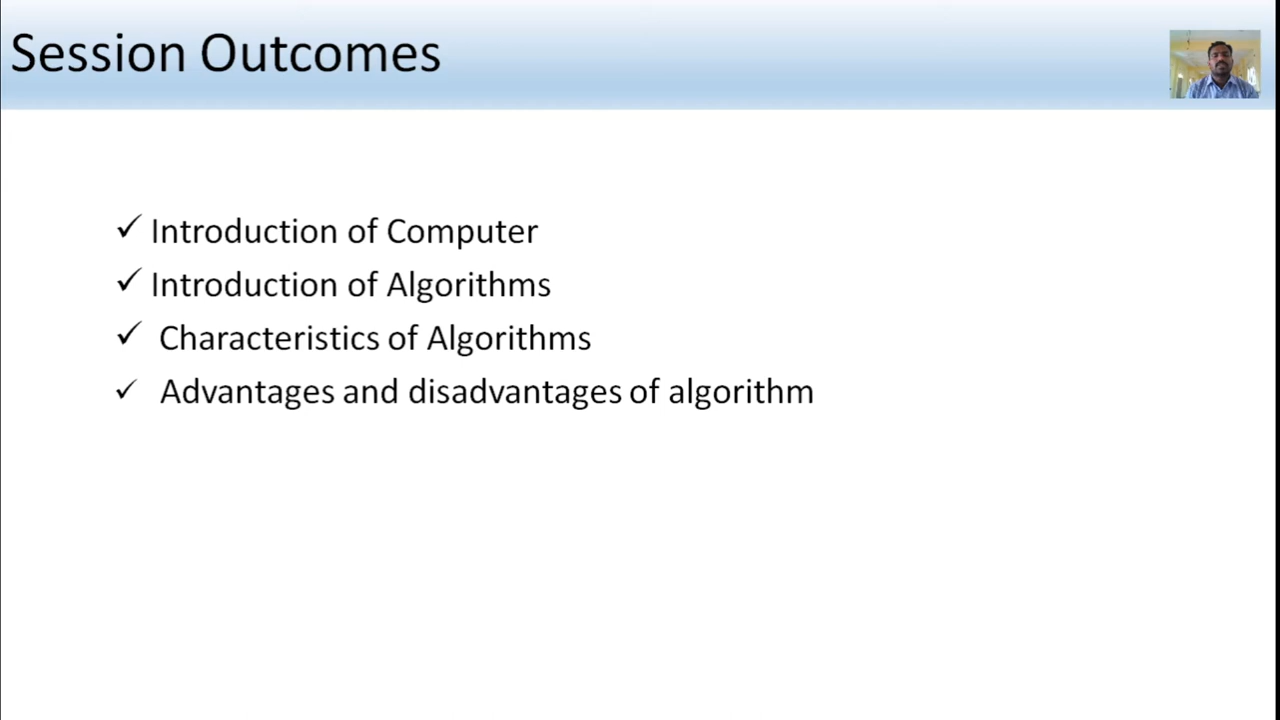 Session Outcomes
✓ Introduction of Computer
✓ Introduction of Algorithms
✓ Characteristics of Algorithms
✓ Advantages and disadvantages of algorithm